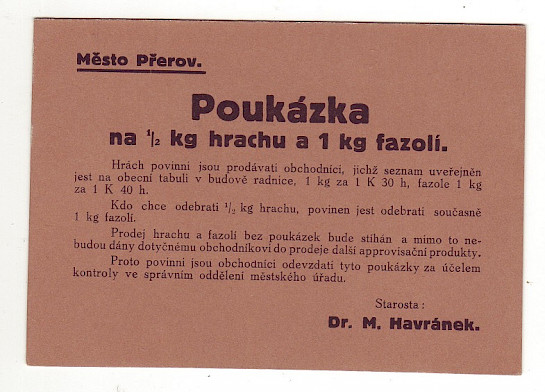 Město Přerov.
Poukázka
na ½ kg hrachu a 1 kg fazolí.
Hrách povinni jsou prodávati obchodníci, jichž seznam uveřejněn
jest na obecní tabuli v budově radnice, 1 kg za 1 K 30 h, fazole 1 kg
za 1 K 40 h.
Kdo chce odebrati ½ kg hrachu, povinen jest odebrati současně
1 kg fazolí.
Prodej hrachu a fazolí bez poukázek bude stíhán a mimo to ne-
budou dány dotyčnému obchodníkovi do prodeje další approvisační produkty.
Proto povinni jsou obchodníci odevzdati tyto poukázky za účelem
kontroly ve správním oddělení městského úřadu.
Starosta:
Dr. M. Havránek.